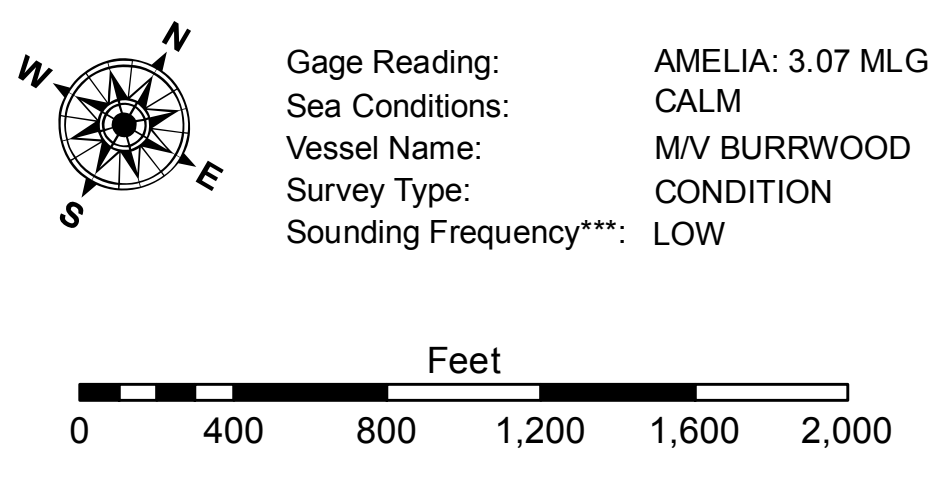 N
W
E
S
Gage Reading: AMELIA: 3.07 MLG
Sea Conditions: CALM
Vessel Name: M/V BURRWOOD
Survey Type: CONDITION
Sounding Frequency***: LOW
Feet
0 400 800 1,200 1,600 2,000